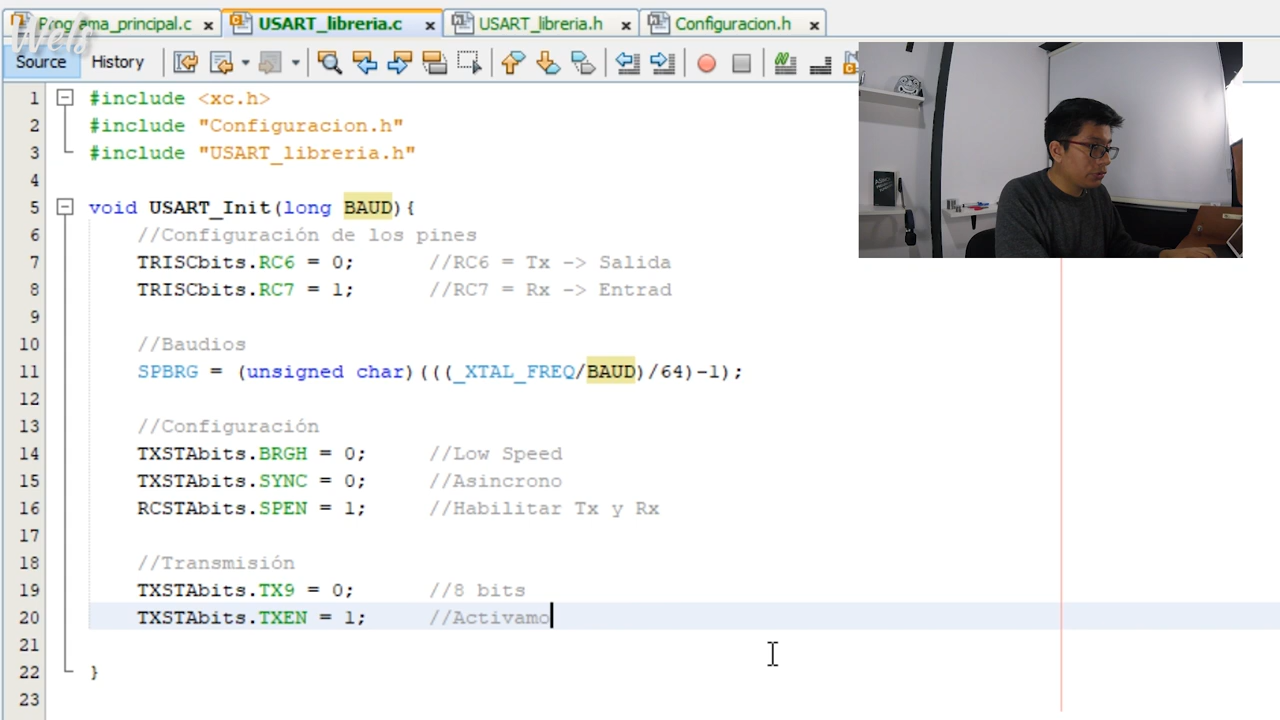 Programa_principal.c × USART_libreria.c × USART_libreria.h × Configuracion.h ×
Wels
Source History
1 #include <xc.h>
2 #include "Configuracion.h"
3 #include "USART_libreria.h"
4
5 void USART_Init(long BAUD){
6 //Configuración de los pines
7 TRISCbits.RC6 = 0; //RC6 = Tx -> Salida
8 TRISCbits.RC7 = 1; //RC7 = Rx -> Entrad
9
10 //Baudios
11 SPBRG = (unsigned char)(((_XTAL_FREQ/BAUD)/64)-1);
12
13 //Configuración
14 TXSTAbits.BRGH = 0; //Low Speed
15 TXSTAbits.SYNC = 0; //Asincrono
16 RCSTAbits.SPEN = 1; //Habilitar Tx y Rx
17
18 //Transmisión
19 TXSTAbits.TX9 = 0; //8 bits
20 TXSTAbits.TXEN = 1; //Activamo
21
22 }
23